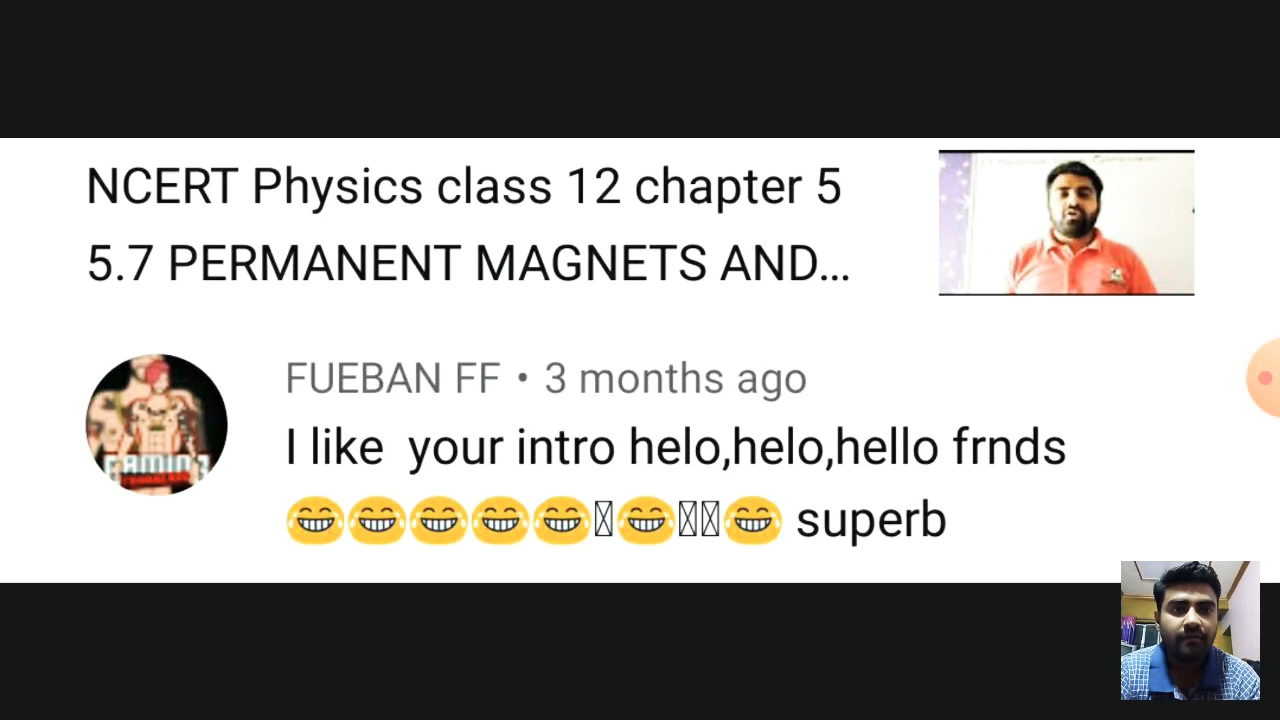 NCERT Physics class 12 chapter 5
5.7 PERMANENT MAGNETS AND...
FUEBAN FF • 3 months ago
I like  your intro helo,helo,hello frnds
😂😂😂😂😂😂😂 superb